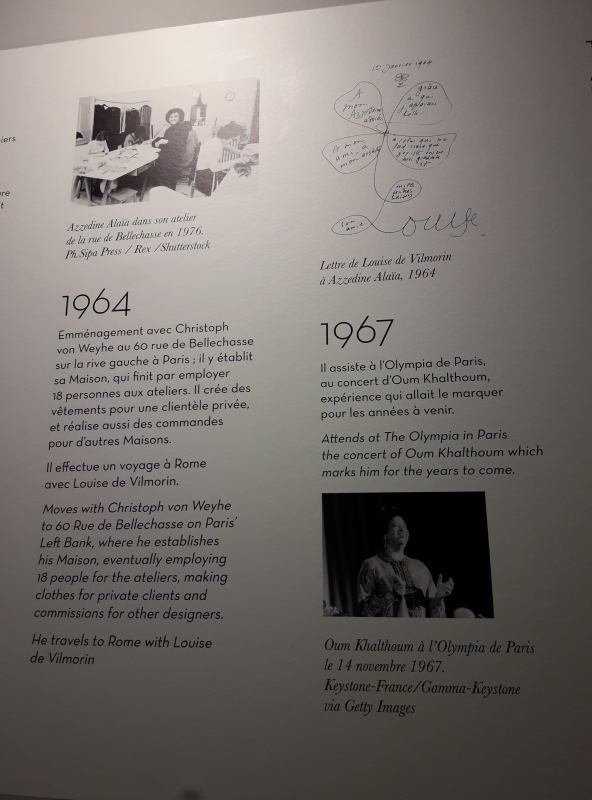 Azzedine Alaïa dans son atelier
de la rue de Bellechasse en 1976.
Ph.Sipa Press / Rex /Shutterstock
1964
Emménagement avec Christoph
von Weyhe au 60 rue de Bellechasse
sur la rive gauche à Paris ; il y établit
sa Maison, qui finit par employer
18 personnes aux ateliers. Il crée des
vêtements pour une clientèle privée,
et réalise aussi des commandes
pour d'autres Maisons.
Il effectue un voyage à Rome
avec Louise de Vilmorin.
Moves with Christoph von Weyhe
to 60 Rue de Bellechasse on Paris'
Left Bank, where he establishes
his Maison, eventually employing
18 people for the ateliers, making
clothes for private clients and
commissions for other designers.
He travels to Rome with Louise
de Vilmorin
12 janvier 1964
A
mon
grâce
à qui
A mon
ami, à
mon
Louise
Lettre de Louise de Vilmorin
à Azzedine Alaïa, 1964
1967
Il assiste à l'Olympia de Paris,
au concert d'Oum Khalthoum,
expérience qui allait le marquer
pour les années à venir.
Attends at The Olympia in Paris
the concert of Oum Khalthoum which
marks him for the years to come.
Oum Khalthoum à l'Olympia de Paris
le 14 novembre 1967.
Keystone-France/Gamma-Keystone
via Getty Images